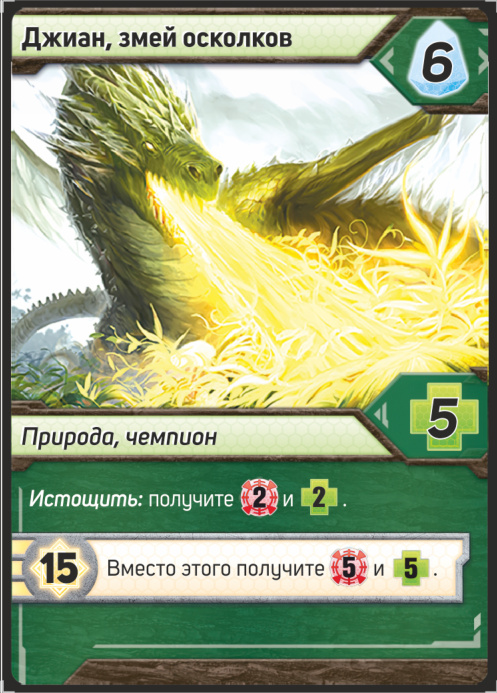 Джиан, змей осколков
6
5
Природа, чемпион
Истощить: получите 2 и 2.
15 Вместо этого получите 5 и 5.